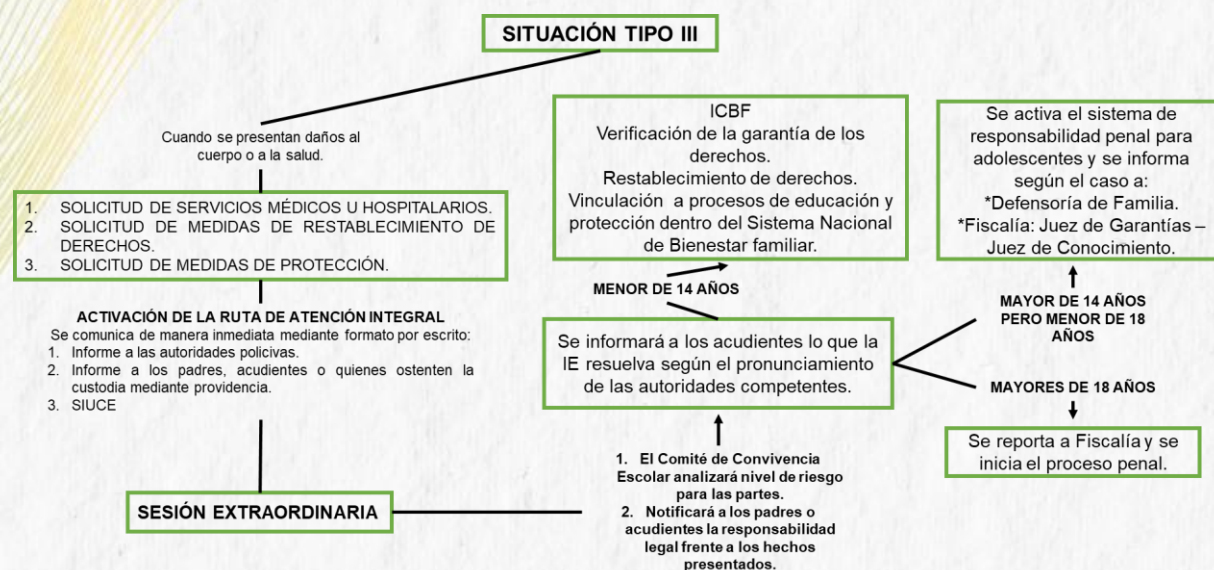 SITUACIÓN TIPO III
Cuando se presentan daños al
cuerpo o a la salud.
1. SOLICITUD DE SERVICIOS MÉDICOS U HOSPITALARIOS.
2. SOLICITUD DE MEDIDAS DE RESTABLECIMIENTO DE
DERECHOS.
3. SOLICITUD DE MEDIDAS DE PROTECCIÓN.
ACTIVACIÓN DE LA RUTA DE ATENCIÓN INTEGRAL
Se comunica de manera inmediata mediante formato por escrito:
1. Informe a las autoridades policivas.
2. Informe a los padres, acudientes o quienes ostenten la
custodia mediante providencia.
3. SIUCE
SESIÓN EXTRAORDINARIA
1. El Comité de Convivencia
Escolar analizará nivel de riesgo
para las partes.
2. Notificará a los padres o
acudientes la responsabilidad
legal frente a los hechos
presentados.
Se informará a los acudientes lo que la
IE resuelva según el pronunciamiento
de las autoridades competentes.
MENOR DE 14 AÑOS
ICBF
Verificación de la garantía de los
derechos.
Restablecimiento de derechos.
Vinculación a procesos de educación y
protección dentro del Sistema Nacional
de Bienestar familiar.
MAYOR DE 14 AÑOS
PERO MENOR DE 18
AÑOS
Se activa el sistema de
responsabilidad penal para
adolescentes y se informa
según el caso a:
*Defensoría de Familia.
*Fiscalía: Juez de Garantías –
Juez de Conocimiento.
MAYORES DE 18 AÑOS
Se reporta a Fiscalía y se
inicia el proceso penal.